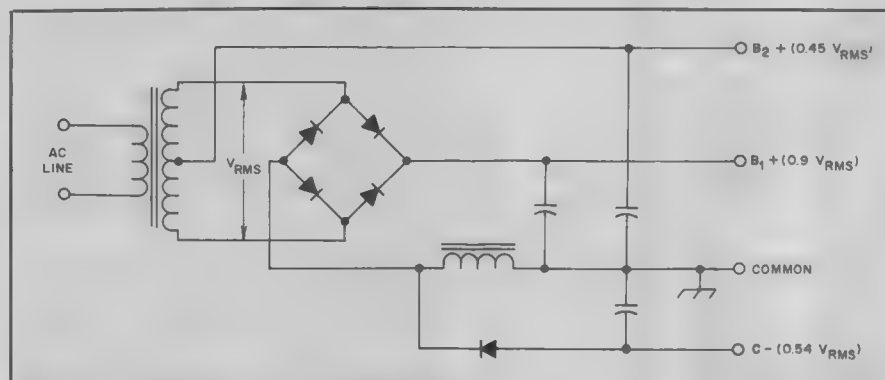 B2 + (0.45 VRMS)
AC
LINE
VRMS
B1 + (0.9 VRMS)
COMMON
C - (0.54 VRMS)